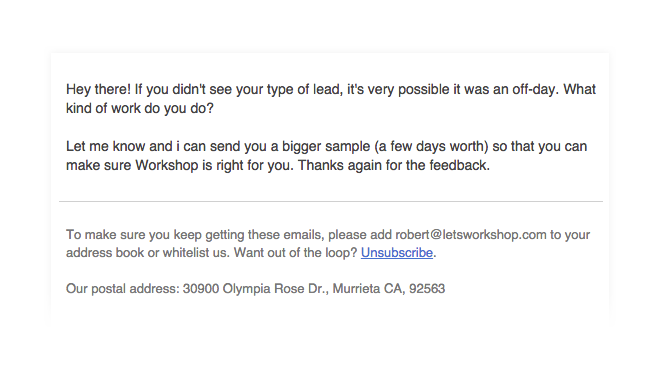 Hey there! If you didn't see your type of lead, it's very possible it was an off-day. What
kind of work do you do?
Let me know and i can send you a bigger sample (a few days worth) so that you can
make sure Workshop is right for you. Thanks again for the feedback.
To make sure you keep getting these emails, please add robert@letsworkshop.com to your
address book or whitelist us. Want out of the loop? Unsubscribe.
Our postal address: 30900 Olympia Rose Dr., Murrieta CA, 92563